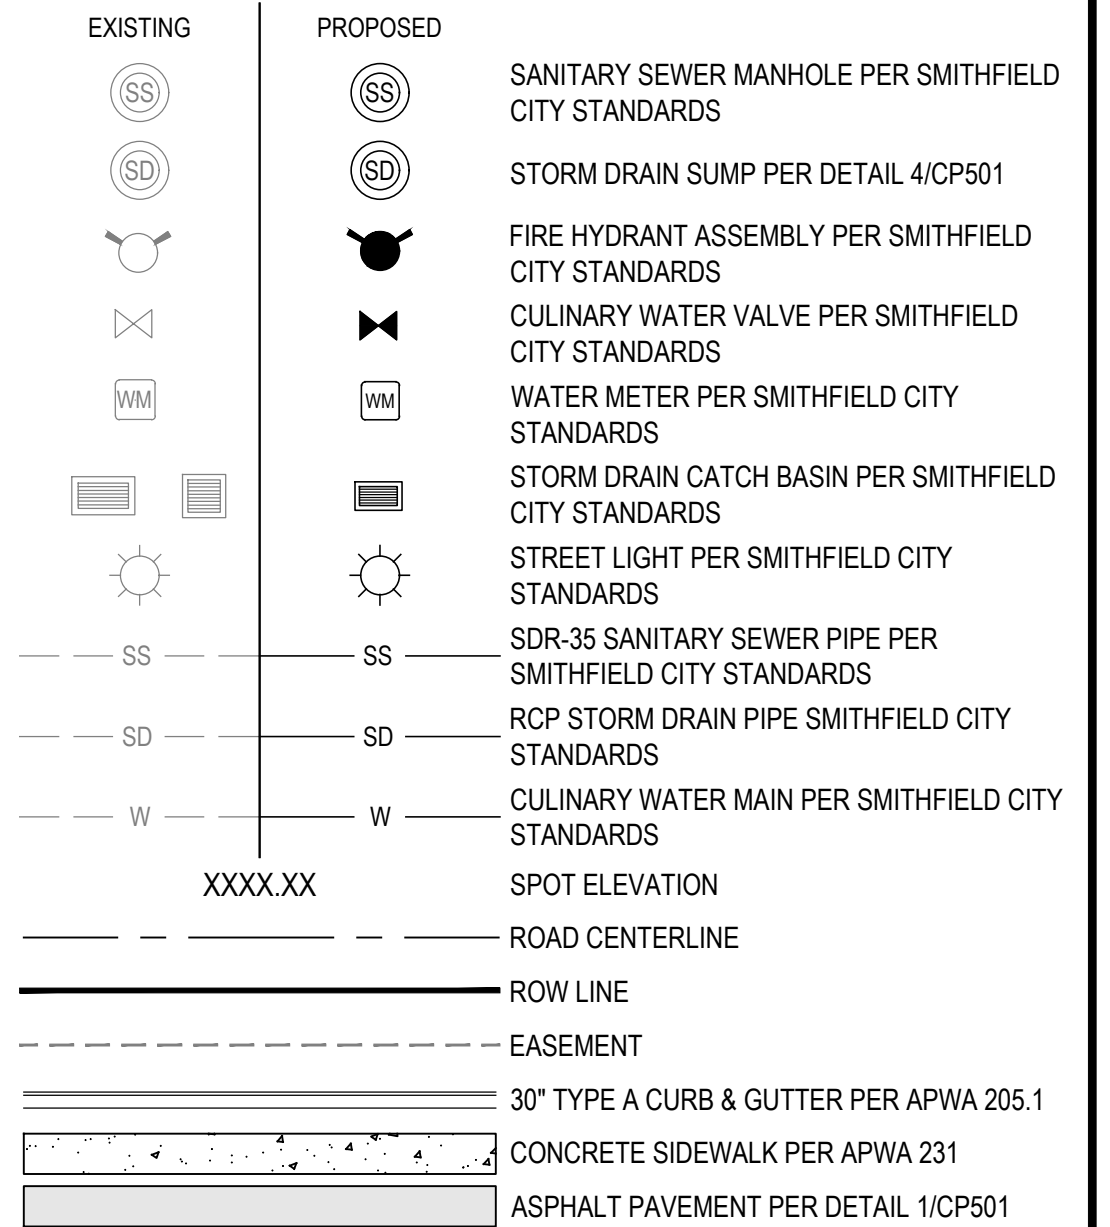 EXISTING PROPOSED
SS SS SANITARY SEWER MANHOLE PER SMITHFIELD
CITY STANDARDS
SD SD STORM DRAIN SUMP PER DETAIL 4/CP501
FIRE HYDRANT ASSEMBLY PER SMITHFIELD
CITY STANDARDS
CULINARY WATER VALVE PER SMITHFIELD
CITY STANDARDS
WM WM WATER METER PER SMITHFIELD CITY
STANDARDS
STORM DRAIN CATCH BASIN PER SMITHFIELD
CITY STANDARDS
STREET LIGHT PER SMITHFIELD CITY
STANDARDS
SS SS SDR-35 SANITARY SEWER PIPE PER
SMITHFIELD CITY STANDARDS
SD SD RCP STORM DRAIN PIPE SMITHFIELD CITY
STANDARDS
W W CULINARY WATER MAIN PER SMITHFIELD CITY
STANDARDS
XXXX.XX SPOT ELEVATION
ROAD CENTERLINE
ROW LINE
EASEMENT
30" TYPE A CURB & GUTTER PER APWA 205.1
CONCRETE SIDEWALK PER APWA 231
ASPHALT PAVEMENT PER DETAIL 1/CP501